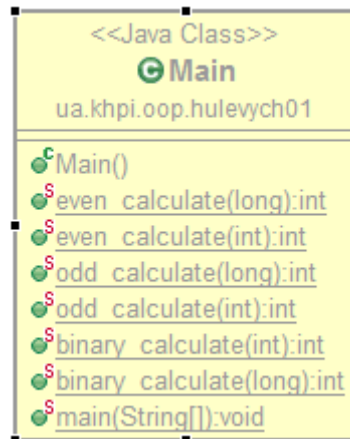 <<Java Class>>
Main
ua.khpi.oop.hulevych01
Main()
even_calculate(long):int
even_calculate(int):int
odd_calculate(long):int
odd_calculate(int):int
binary_calculate(int):int
binary_calculate(long):int
main(String[]):void